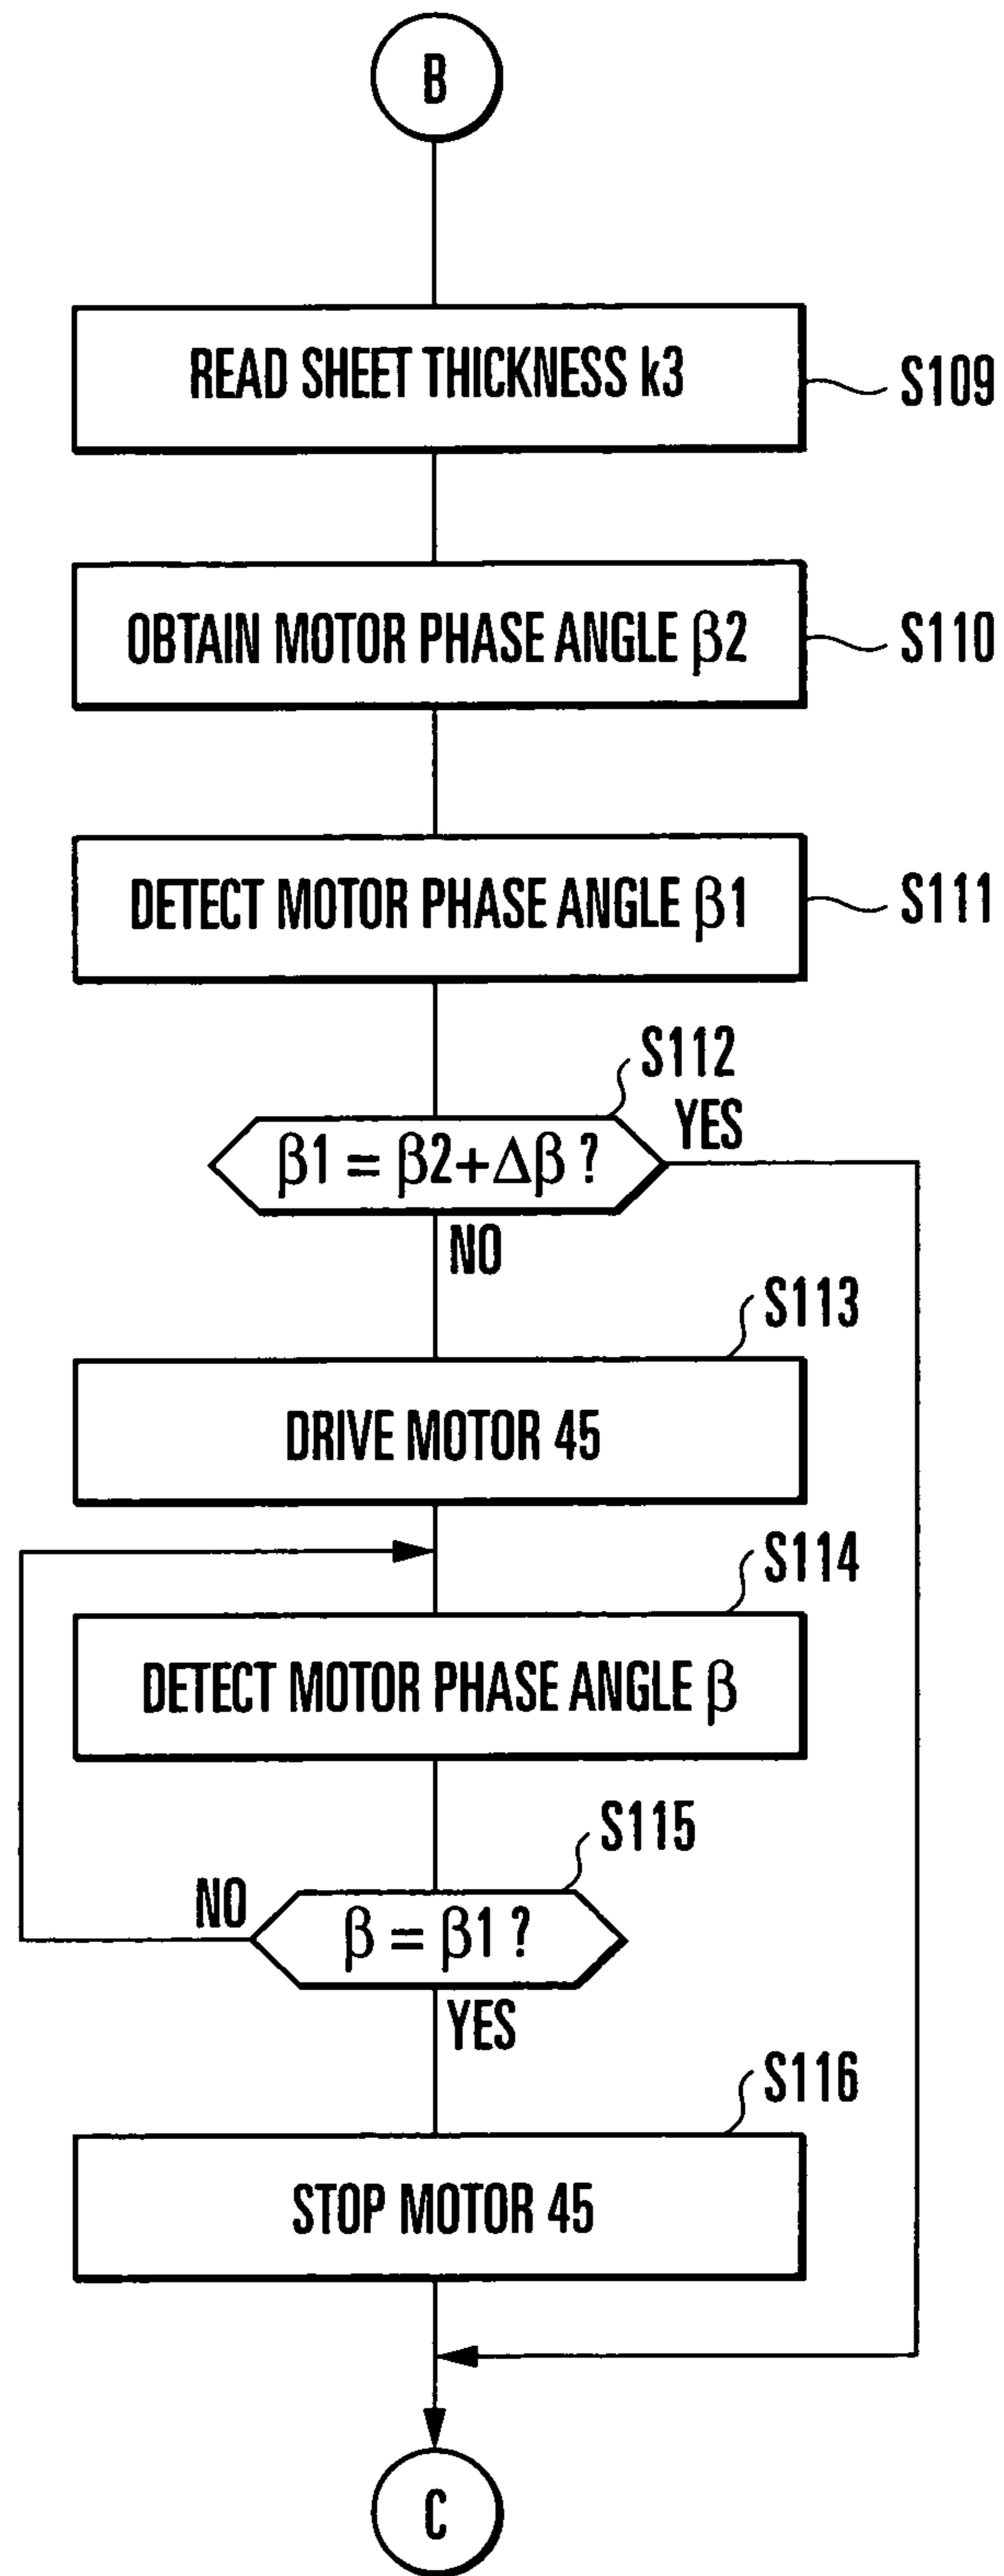 B
READ SHEET THICKNESS k3
S109
OBTAIN MOTOR PHASE ANGLE β2
S110
DETECT MOTOR PHASE ANGLE β1
S111
S112
β1 = β2+Δβ ?
YES
NO
S113
DRIVE MOTOR 45
S114
DETECT MOTOR PHASE ANGLE β
S115
NO
β = β1 ?
YES
S116
STOP MOTOR 45
C